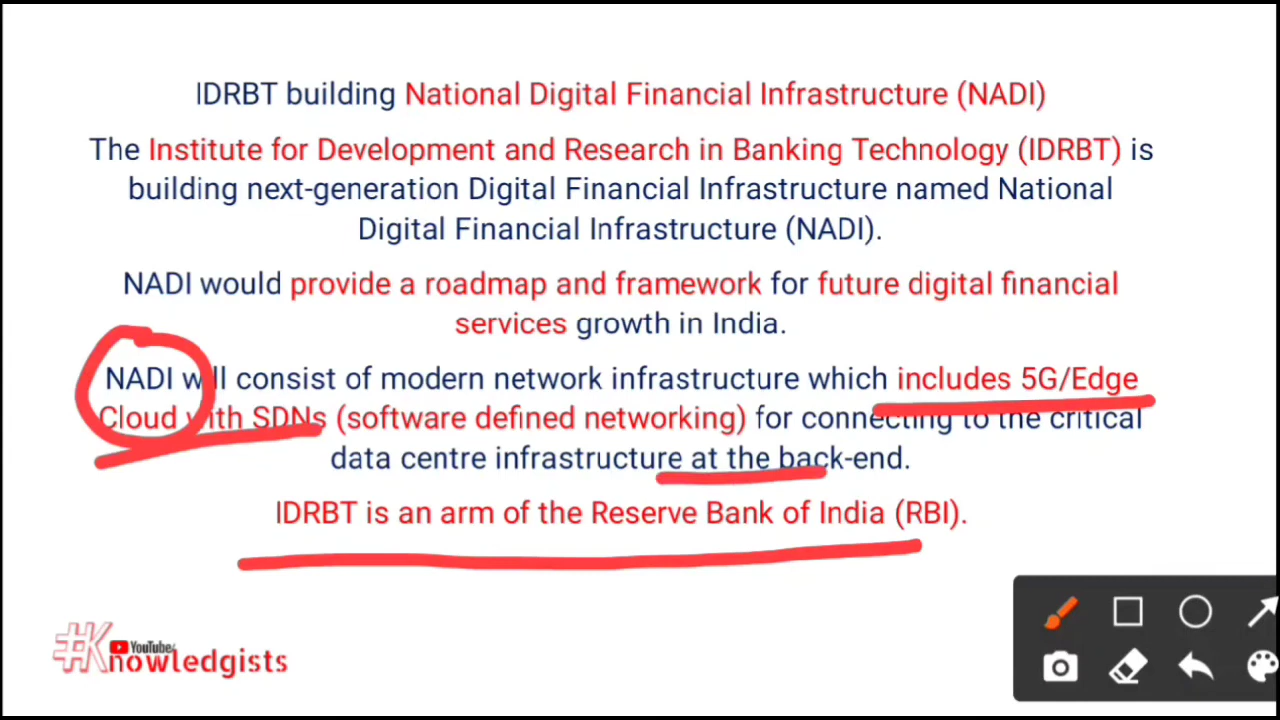 IDRBT building National Digital Financial Infrastructure (NADI)
The Institute for Development and Research in Banking Technology (IDRBT) is
building next-generation Digital Financial Infrastructure named National
Digital Financial Infrastructure (NADI).
NADI would provide a roadmap and framework for future digital financial
services growth in India.
NADI will consist of modern network infrastructure which includes 5G/Edge
Cloud with SDNs (software defined networking) for connecting to the critical
data centre infrastructure at the back-end.
IDRBT is an arm of the Reserve Bank of India (RBI).
YouTube
#Knowledgists